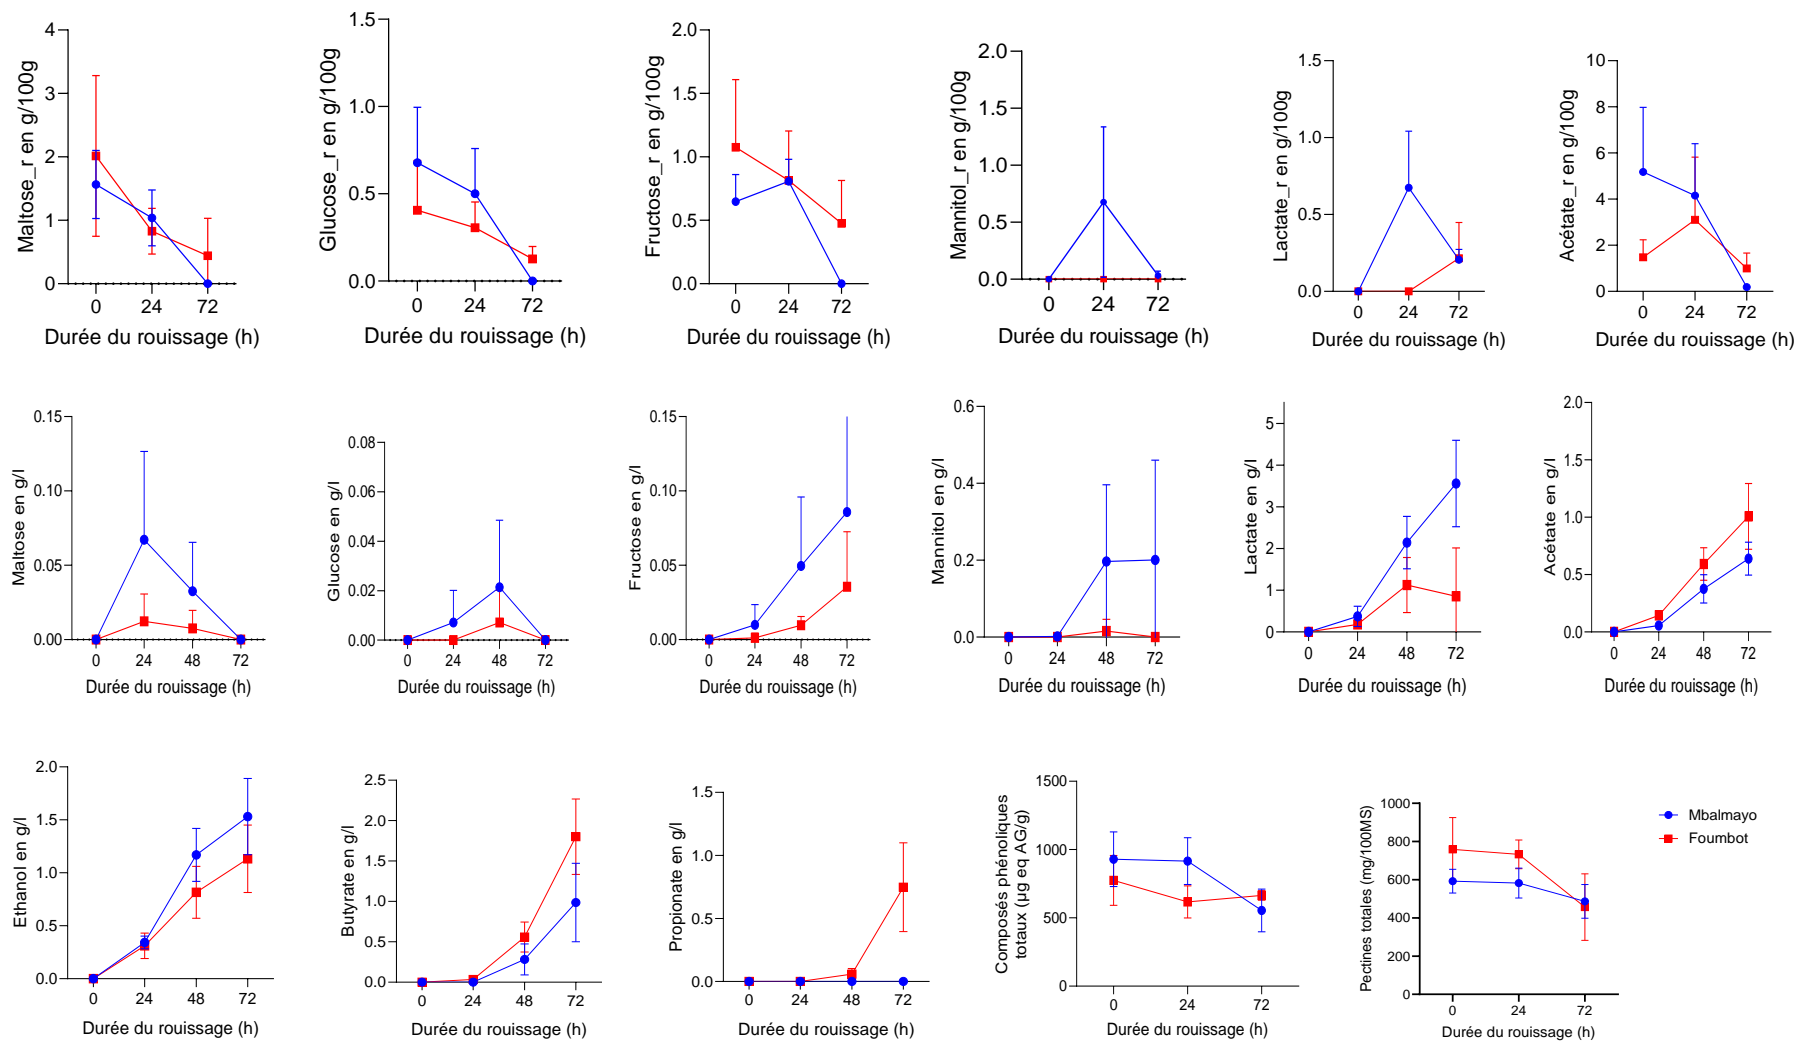 Maltose_r en g/100g
4
3
2
1
0
0 24 72
Durée du rouissage (h)
Glucose_r en g/100g
1.5
1.0
0.5
0.0
0 24 72
Durée du rouissage (h)
Fructose_r en g/100g
2.0
1.5
1.0
0.5
0.0
0 24 72
Durée du rouissage (h)
Mannitol_r en g/100g
2.0
1.5
1.0
0.5
0.0
0 24 72
Durée du rouissage (h)
Lactate_r en g/100g
1.5
1.0
0.5
0.0
0 24 72
Durée du rouissage (h)
Acétate_r en g/100g
10
8
6
4
2
0
0 24 72
Durée du rouissage (h)
Maltose en g/l
0.15
0.10
0.05
0.00
0 24 48 72
Durée du rouissage (h)
Glucose en g/l
0.08
0.06
0.04
0.02
0.00
0 24 48 72
Durée du rouissage (h)
Fructose en g/l
0.15
0.10
0.05
0.00
0 24 48 72
Durée du rouissage (h)
Mannitol en g/l
0.6
0.4
0.2
0.0
0 24 48 72
Durée du rouissage (h)
Lactate en g/l
5
4
3
2
1
0
0 24 48 72
Durée du rouissage (h)
Acétate en g/l
2.0
1.5
1.0
0.5
0.0
0 24 48 72
Durée du rouissage (h)
Ethanol en g/l
2.0
1.5
1.0
0.5
0.0
0 24 48 72
Durée du rouissage (h)
Butyrate en g/l
2.5
2.0
1.5
1.0
0.5
0.0
0 24 48 72
Durée du rouissage (h)
Propionate en g/l
1.5
1.0
0.5
0.0
0 24 48 72
Durée du rouissage (h)
Composés phénoliques
totaux (µg eq AG/g)
1500
1000
500
0
0 24 72
Durée du rouissage (h)
Pectines totales (mg/100MS)
1000
800
600
400
200
0
0 24 72
Durée du rouissage (h)
Mbalmayo
Foumbot